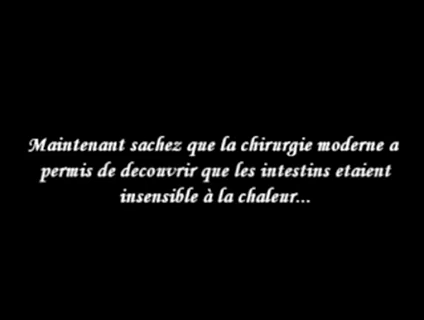 Maintenant sachez que la chirurgie moderne a
permis de decouvrir que les intestins etaient
insensible à la chaleur...